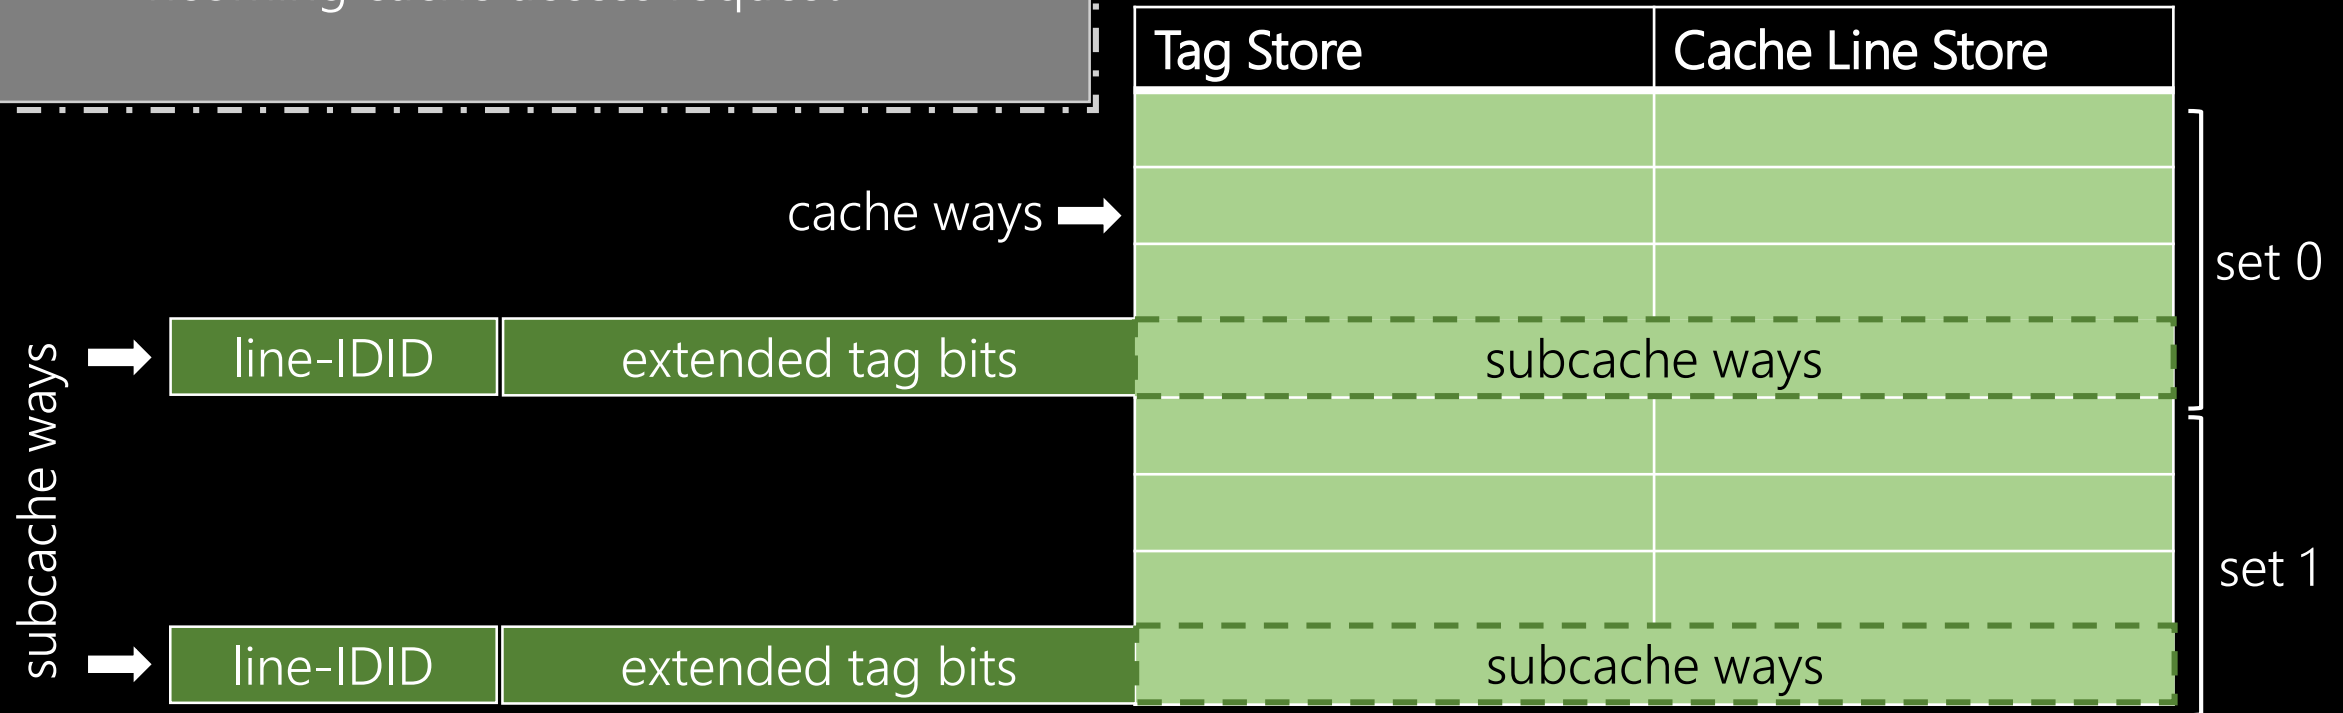 Tag Store
Cache Line Store
cache ways
set 0
subcache ways
line-IDID
extended tag bits
subcache ways
set 1
line-IDID
extended tag bits
subcache ways